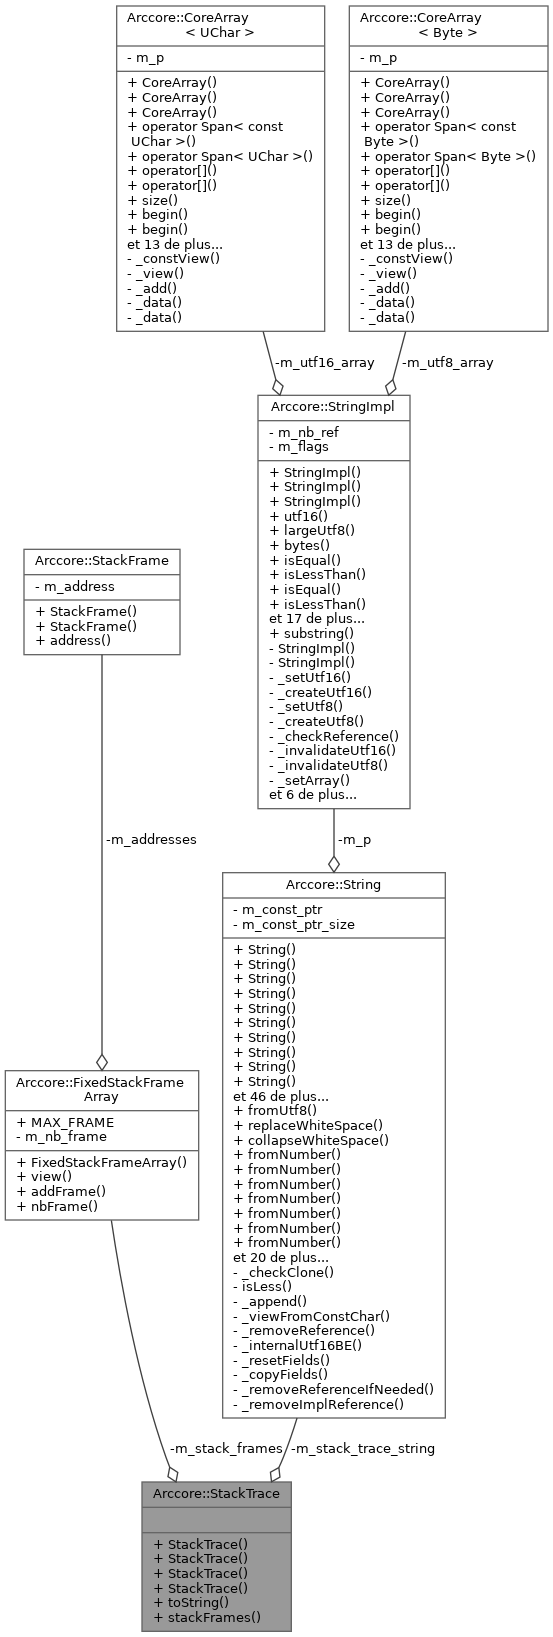 Arccore::CoreArray
< UChar >
- m_p
+ CoreArray()
+ CoreArray()
+ CoreArray()
+ operator Span< const
UChar >()
+ operator Span< UChar >()
+ operator[]()
+ operator[]()
+ size()
+ begin()
+ begin()
et 13 de plus...
- _constView()
- _view()
- _add()
- _data()
- _data()
Arccore::CoreArray
< Byte >
- m_p
+ CoreArray()
+ CoreArray()
+ CoreArray()
+ operator Span< const
Byte >()
+ operator Span< Byte >()
+ operator[]()
+ operator[]()
+ size()
+ begin()
+ begin()
et 13 de plus...
- _constView()
- _view()
- _add()
- _data()
- _data()
-m_utf16_array
-m_utf8_array
Arccore::StringImpl
- m_nb_ref
- m_flags
+ StringImpl()
+ StringImpl()
+ StringImpl()
+ utf16()
+ largeUtf8()
+ bytes()
+ isEqual()
+ isLessThan()
+ isEqual()
+ isLessThan()
et 17 de plus...
+ substring()
- StringImpl()
- StringImpl()
- _setUtf16()
- _createUtf16()
- _setUtf8()
- _createUtf8()
- _checkReference()
- _invalidateUtf16()
- _invalidateUtf8()
- _setArray()
et 6 de plus...
Arccore::StackFrame
- m_address
+ StackFrame()
+ StackFrame()
+ address()
-m_addresses
-m_p
Arccore::String
- m_const_ptr
- m_const_ptr_size
+ String()
+ String()
+ String()
+ String()
+ String()
+ String()
+ String()
+ String()
+ String()
+ String()
et 46 de plus...
+ fromUtf8()
+ replaceWhiteSpace()
+ collapseWhiteSpace()
+ fromNumber()
+ fromNumber()
+ fromNumber()
+ fromNumber()
+ fromNumber()
+ fromNumber()
+ fromNumber()
et 20 de plus...
- _checkClone()
- isLess()
- _append()
- _viewFromConstChar()
- _removeReference()
- _internalUtf16BE()
- _resetFields()
- _copyFields()
- _removeReferenceIfNeeded()
- _removeImplReference()
Arccore::FixedStackFrame
Array
+ MAX_FRAME
- m_nb_frame
+ FixedStackFrameArray()
+ view()
+ addFrame()
+ nbFrame()
-m_stack_frames
-m_stack_trace_string
Arccore::StackTrace
+ StackTrace()
+ StackTrace()
+ StackTrace()
+ StackTrace()
+ toString()
+ stackFrames()